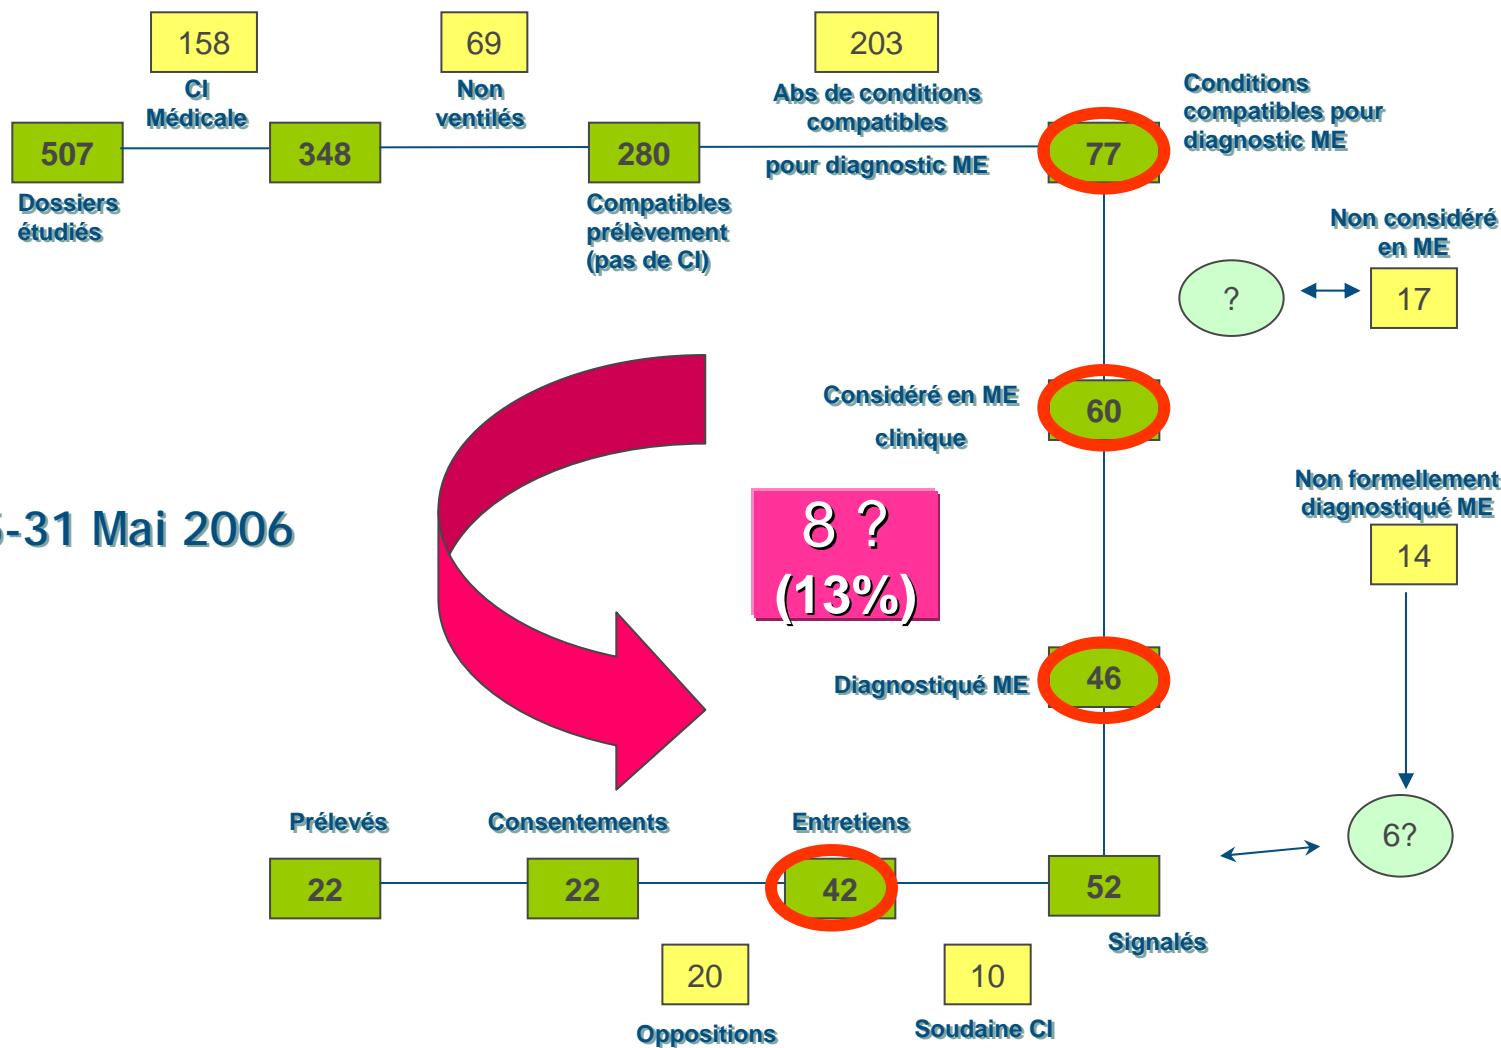 158
69
203
CI
Médicale
Non
ventilés
Abs de conditions
compatibles
pour diagnostic ME
Conditions
compatibles pour
diagnostic ME
507
348
280
77
Dossiers
étudiés
Compatibles
prélèvement
(pas de CI)
Non considéré
en ME
?
17
Considéré en ME
clinique
60
Non formellement
diagnostiqué ME
14
-31 Mai 2006
8 ?
(13%)
Diagnostiqué ME
46
6?
Prélevés
Consentements
Entretiens
22
22
42
52
Signalés
20
10
Oppositions
Soudaine CI